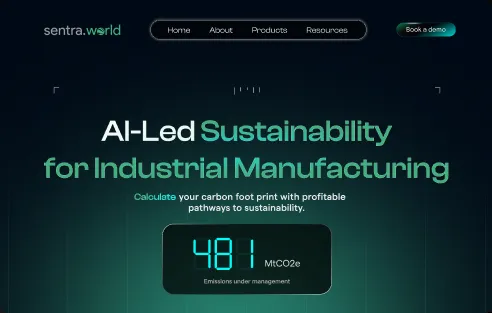 sentra.world
Home About Products Resources
Book a demo
AI-Led Sustainability
for Industrial Manufacturing
Calculate your carbon foot print with profitable
pathways to sustainability.
481 MtCO2e
Emissions under management